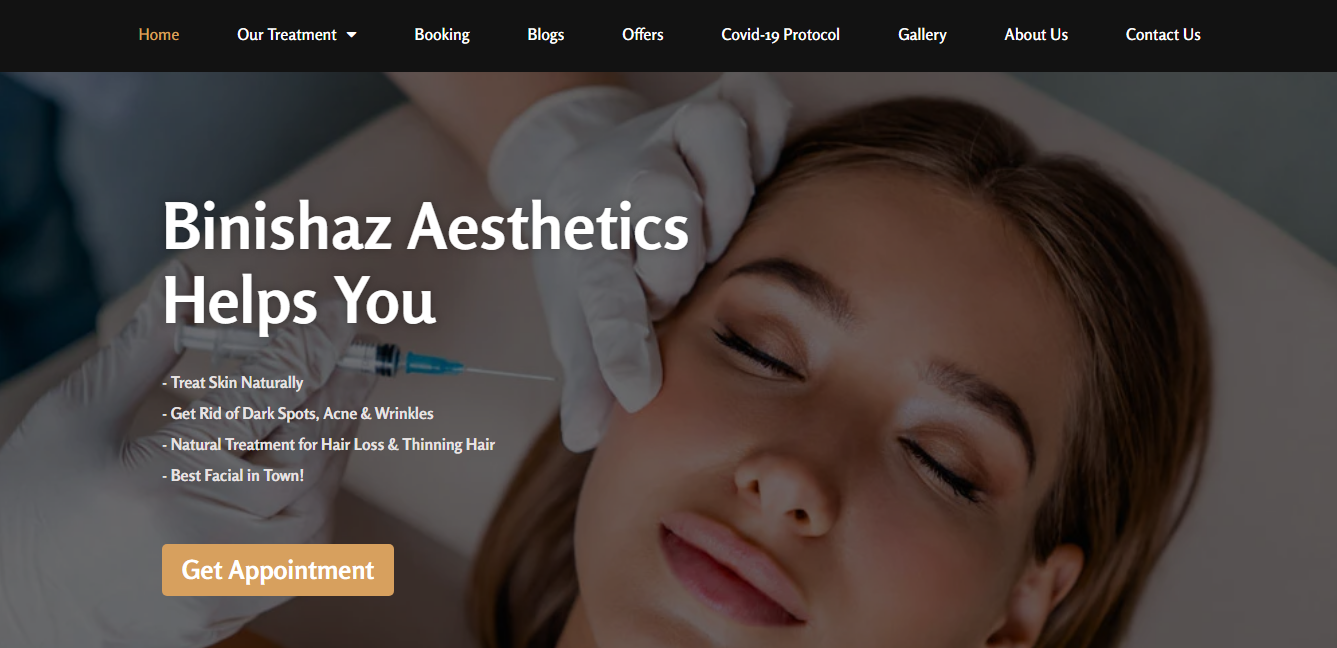 Home Our Treatment Booking Blogs Offers Covid-19 Protocol Gallery About Us Contact Us
Binishaz Aesthetics
Helps You
- Treat Skin Naturally
- Get Rid of Dark Spots, Acne & Wrinkles
- Natural Treatment for Hair Loss & Thinning Hair
- Best Facial in Town!
Get Appointment